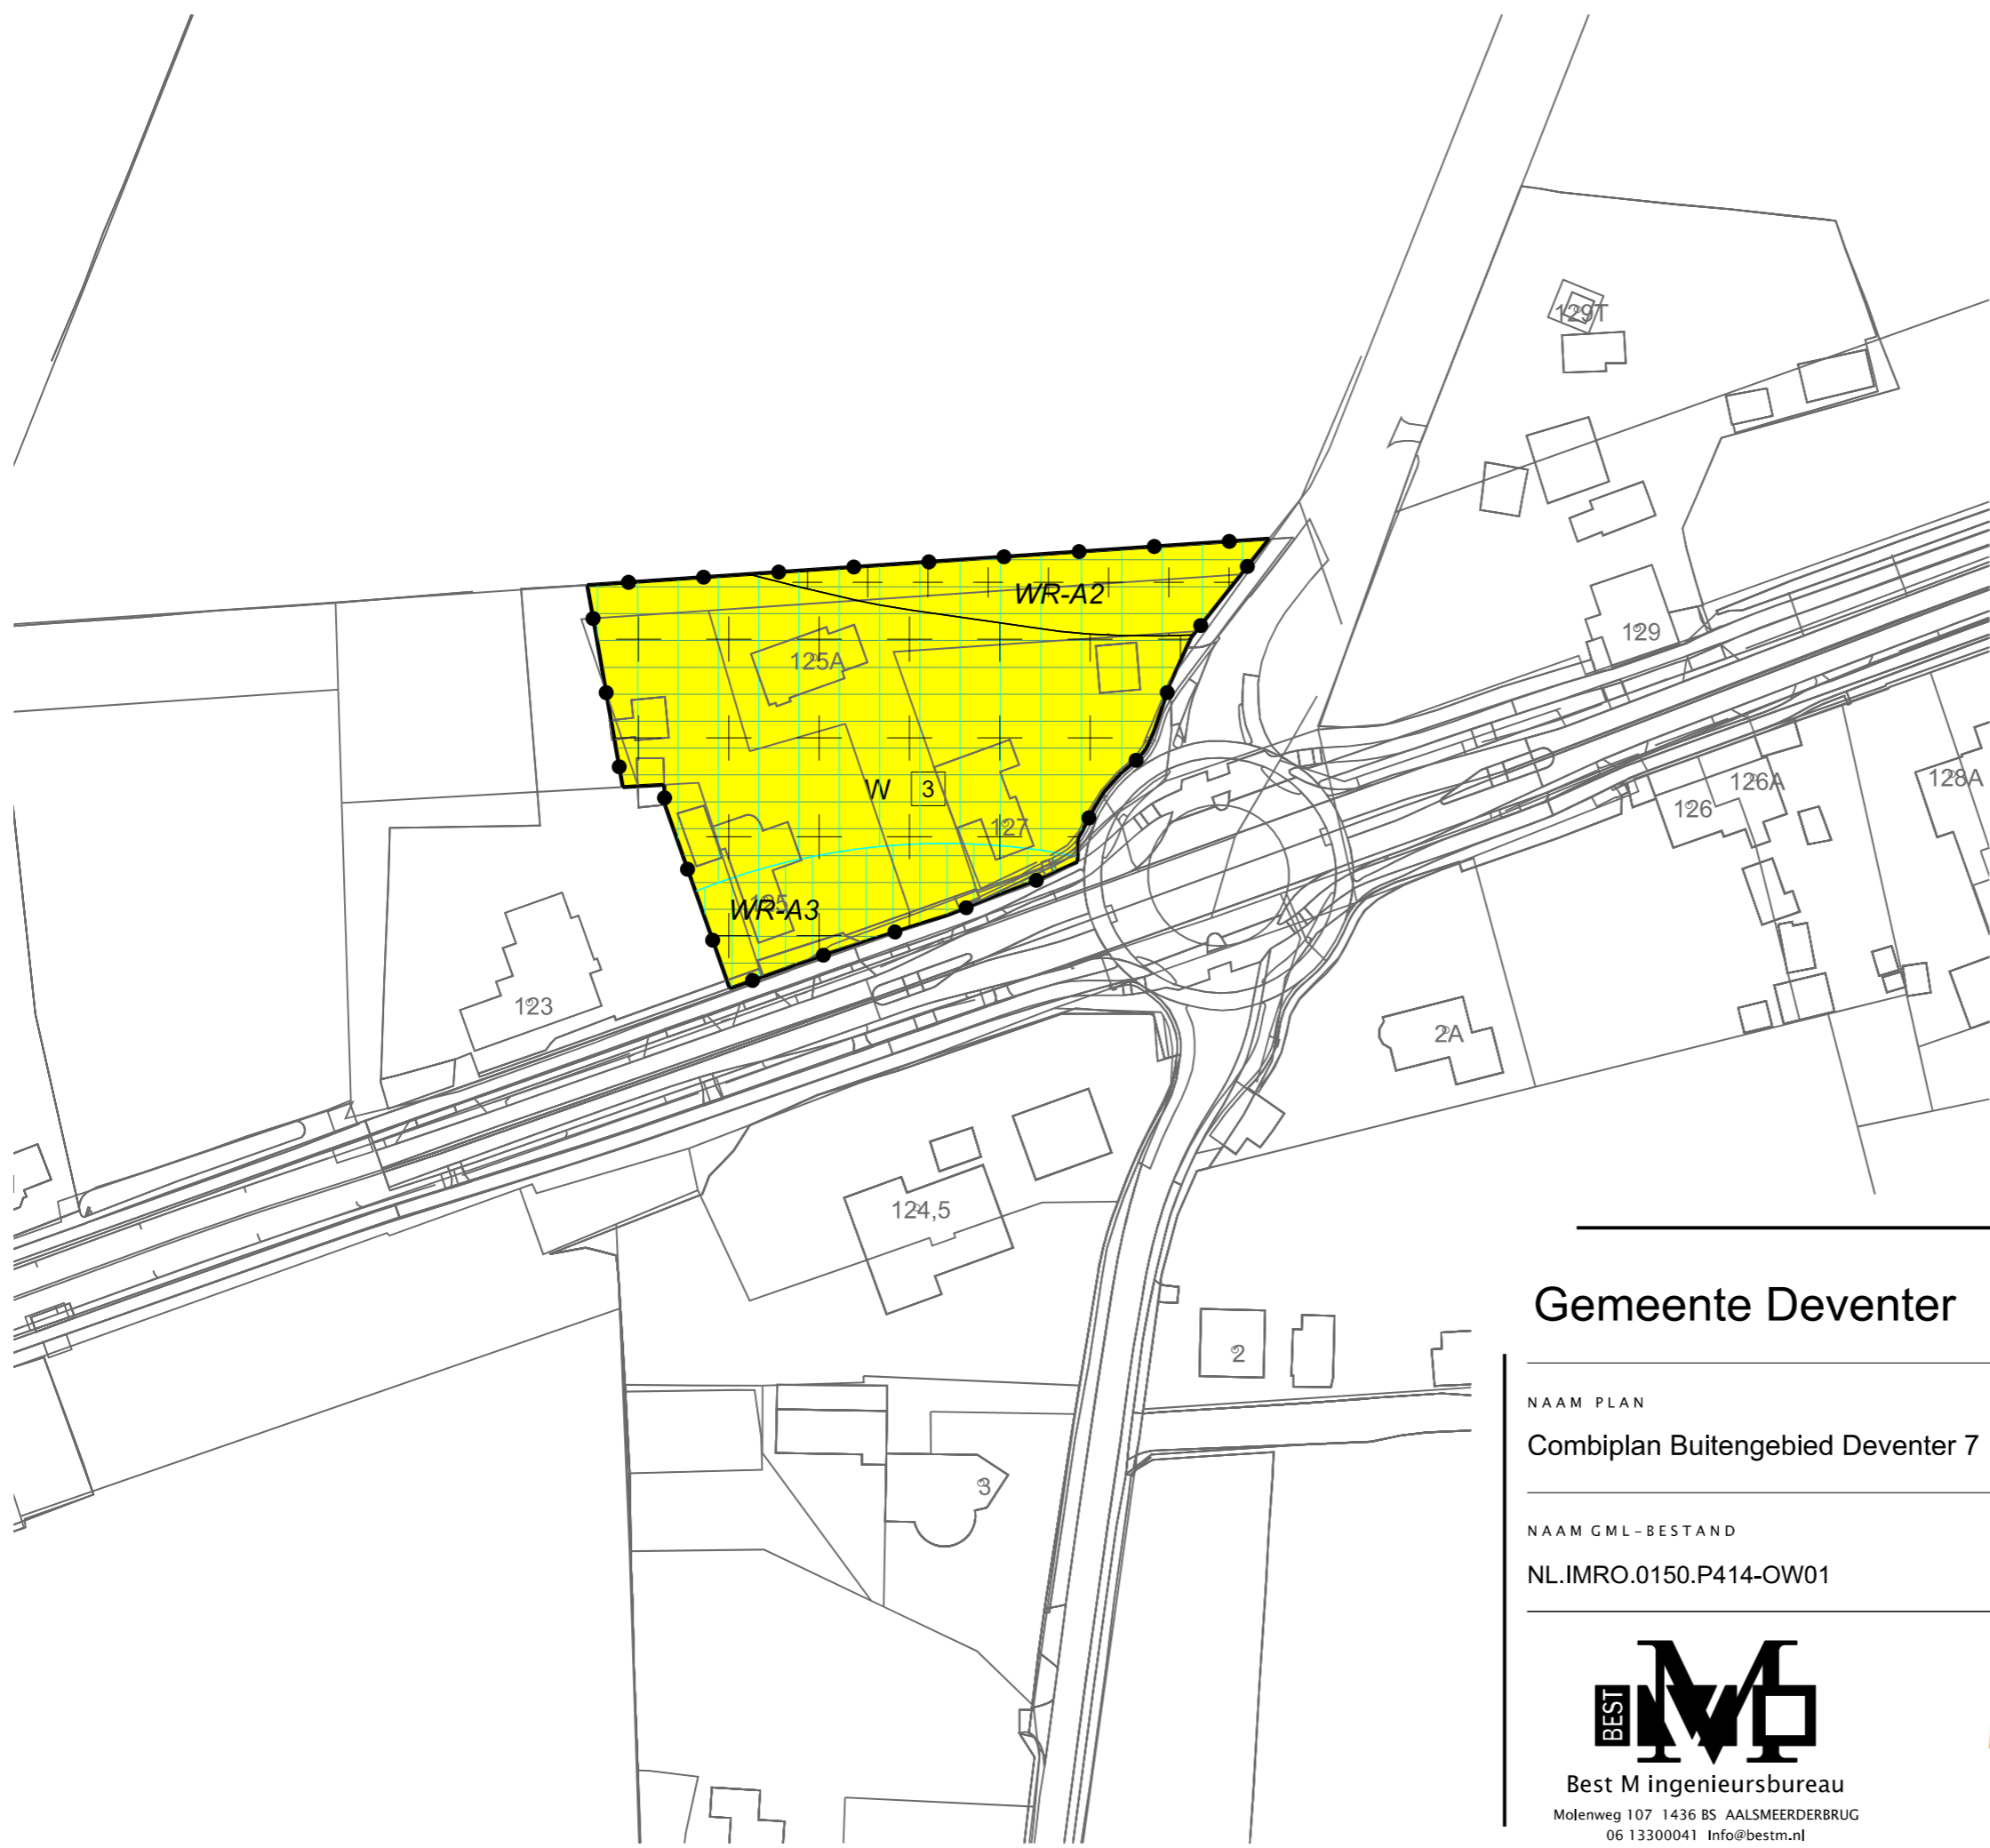 129T
WR-A2
129
125A
126A
128A
W 3
126
127
125
WR-A3
123
2A
124,5
2
3
Gemeente Deventer
NAAM PLAN
Combiplan Buitengebied Deventer 7
NAAM GML-BESTAND
NL.IMRO.0150.P414-OW01
BEST
M
Best M ingenieursbureau
Molenweg 107 1436 BS AALSMEERDERBRUG
06 13300041 Info@bestm.nl